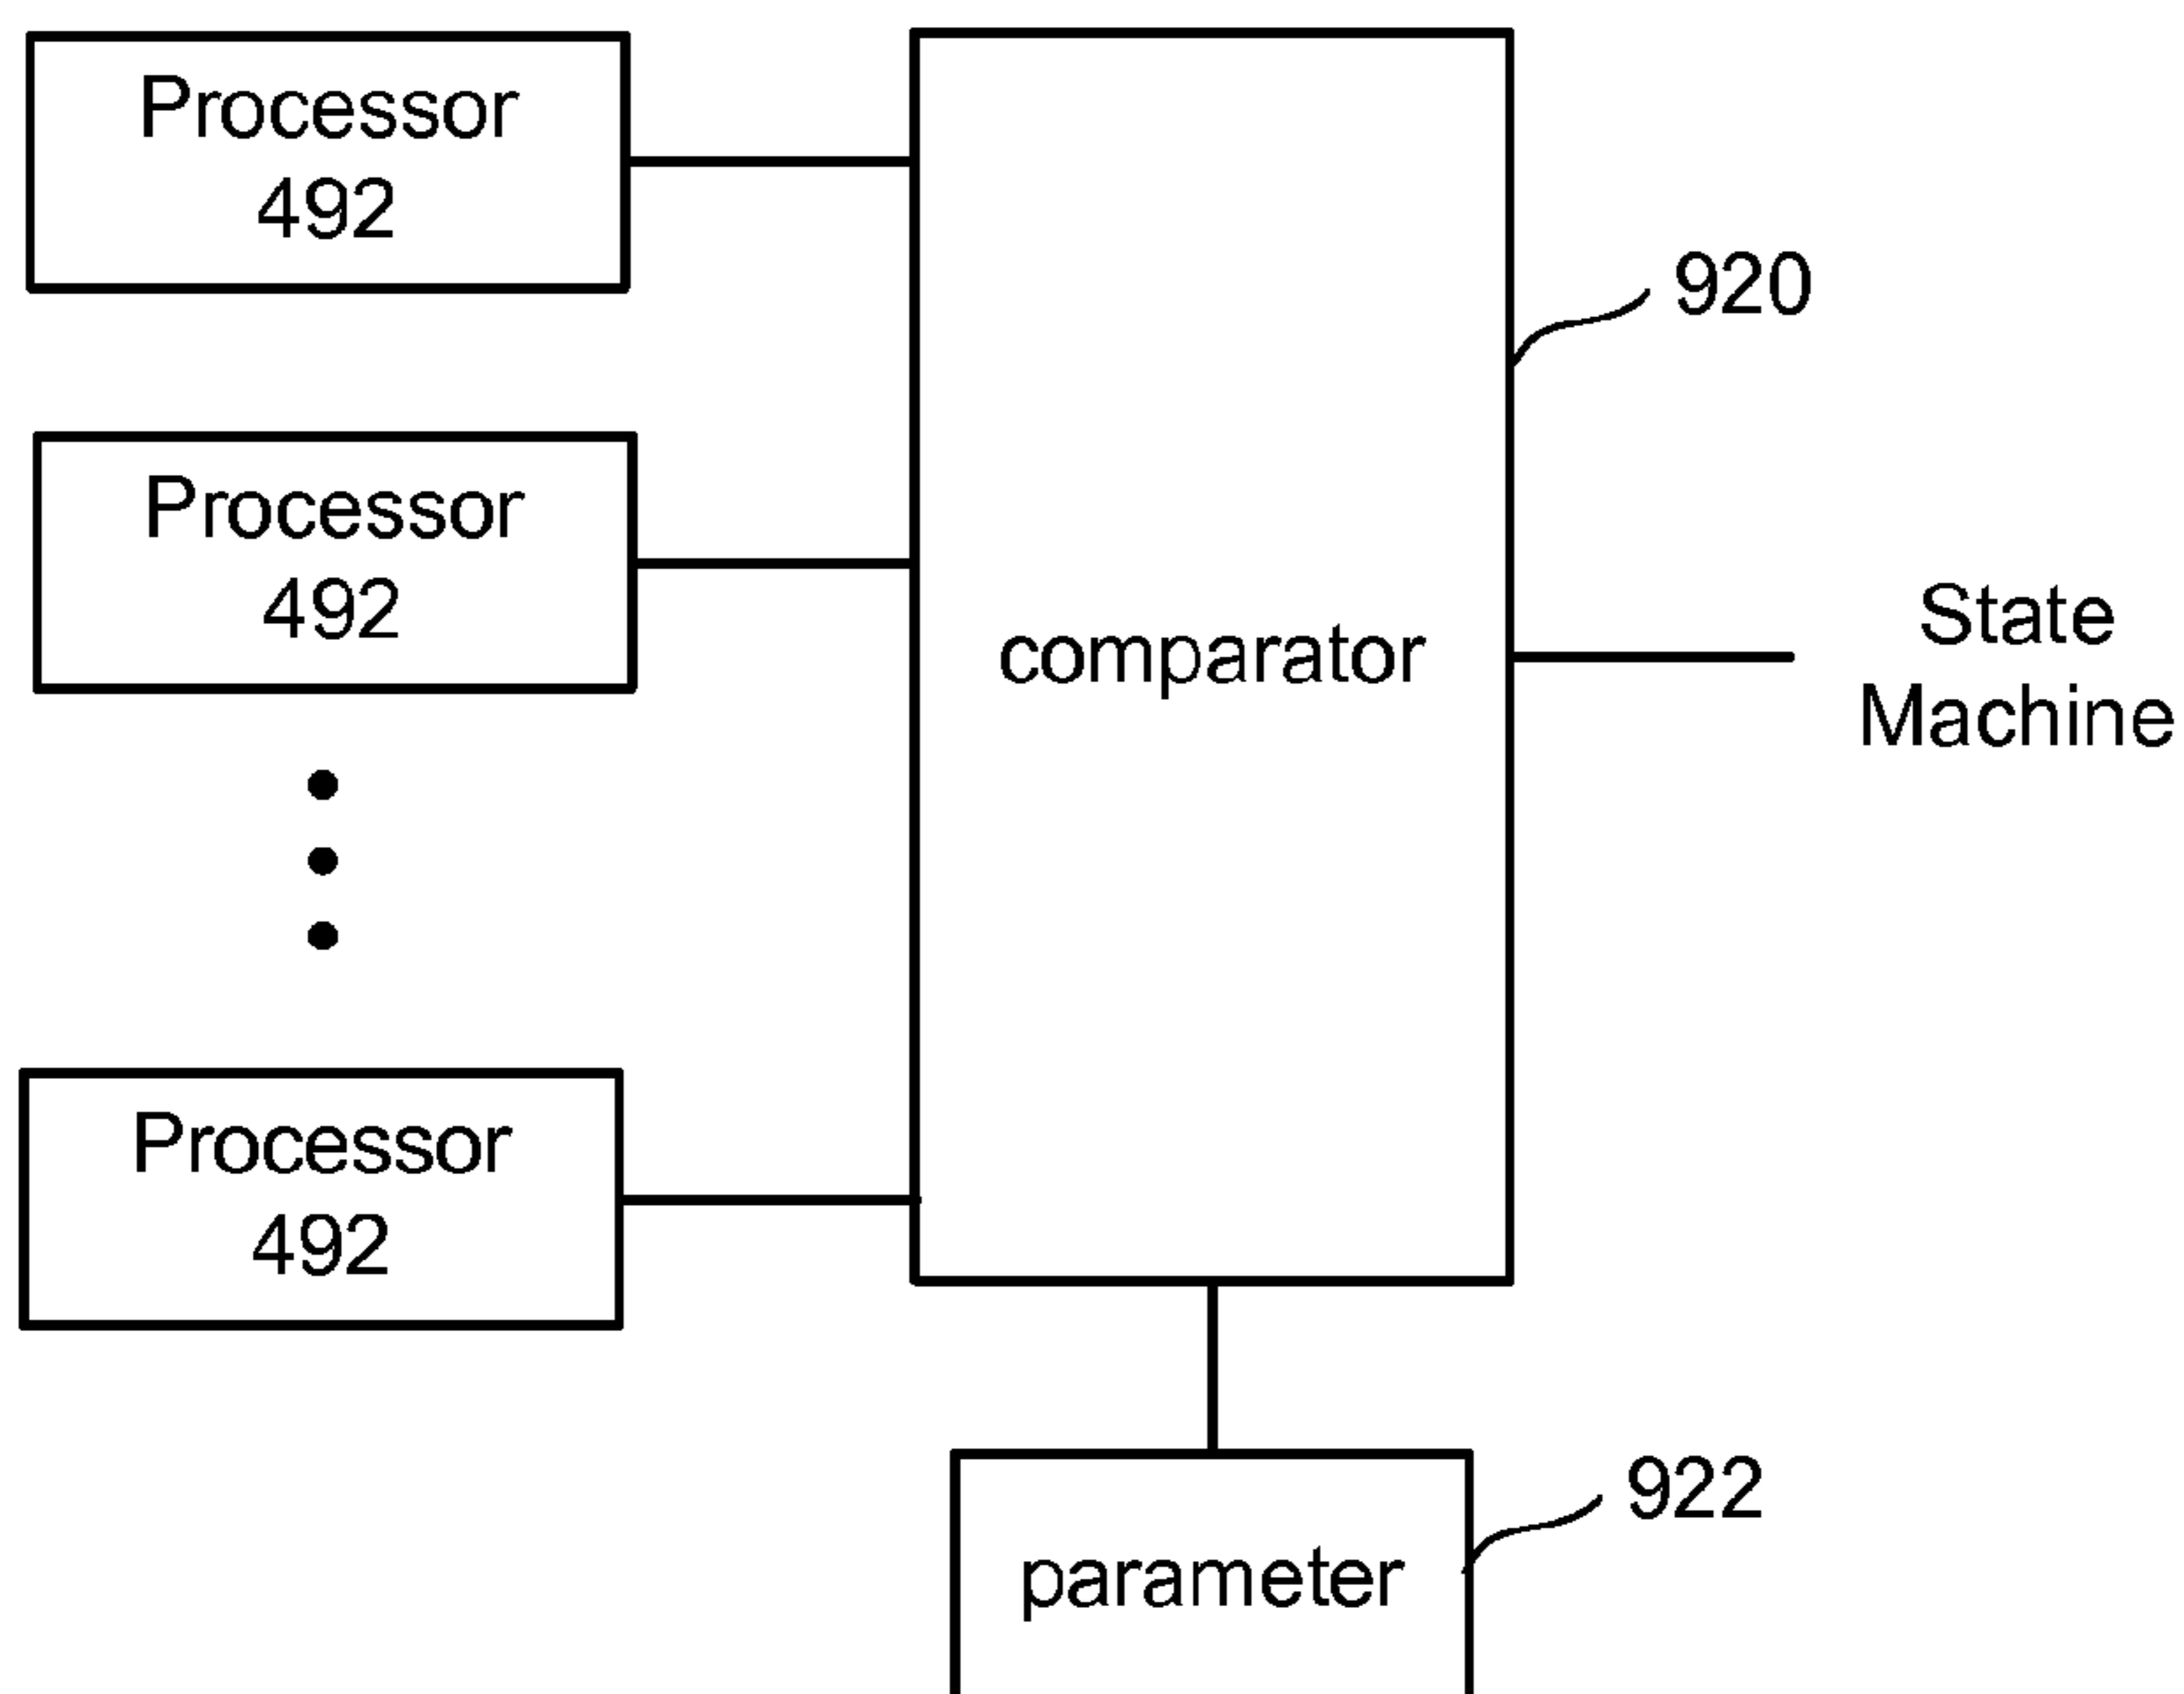 Processor
492
920
Processor
492
comparator
State
Machine
Processor
492
922
parameter